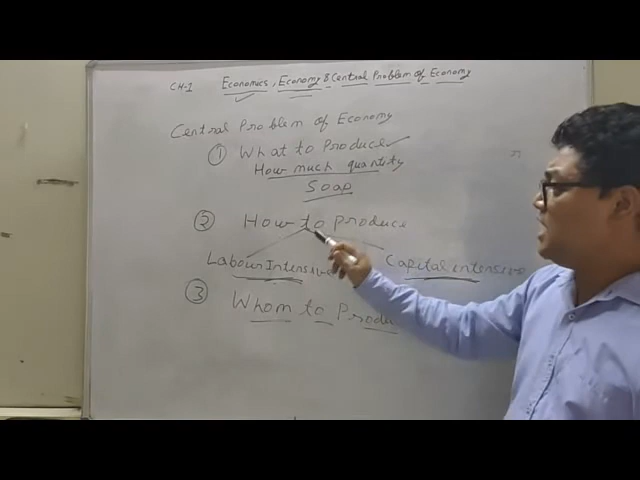 CH-1 Economics, Economy & Central Problem of Economy
Central Problem of Economy
① What to Produce ✓
How much quantity
Soap
② How to produce
Labour Intensive Capital intensive
③ Whom to Produ